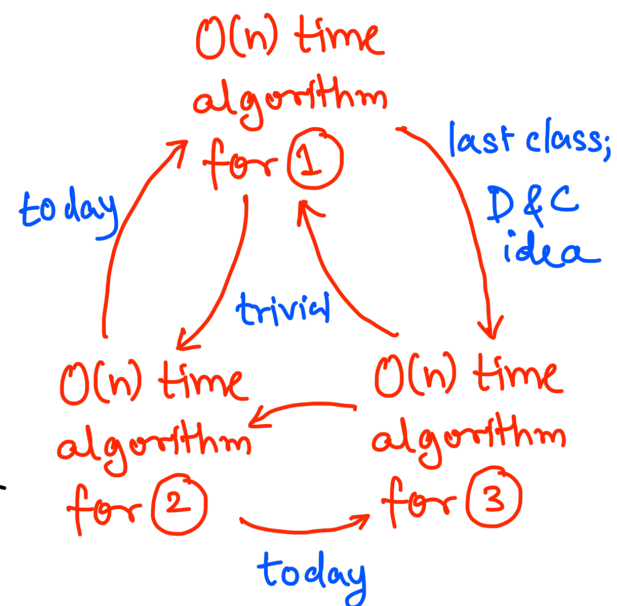 O(n) time
algorithm
for 1
last class;
D & C
idea
today
trivial
O(n) time
algorithm
for 2
O(n) time
algorithm
for 3
today